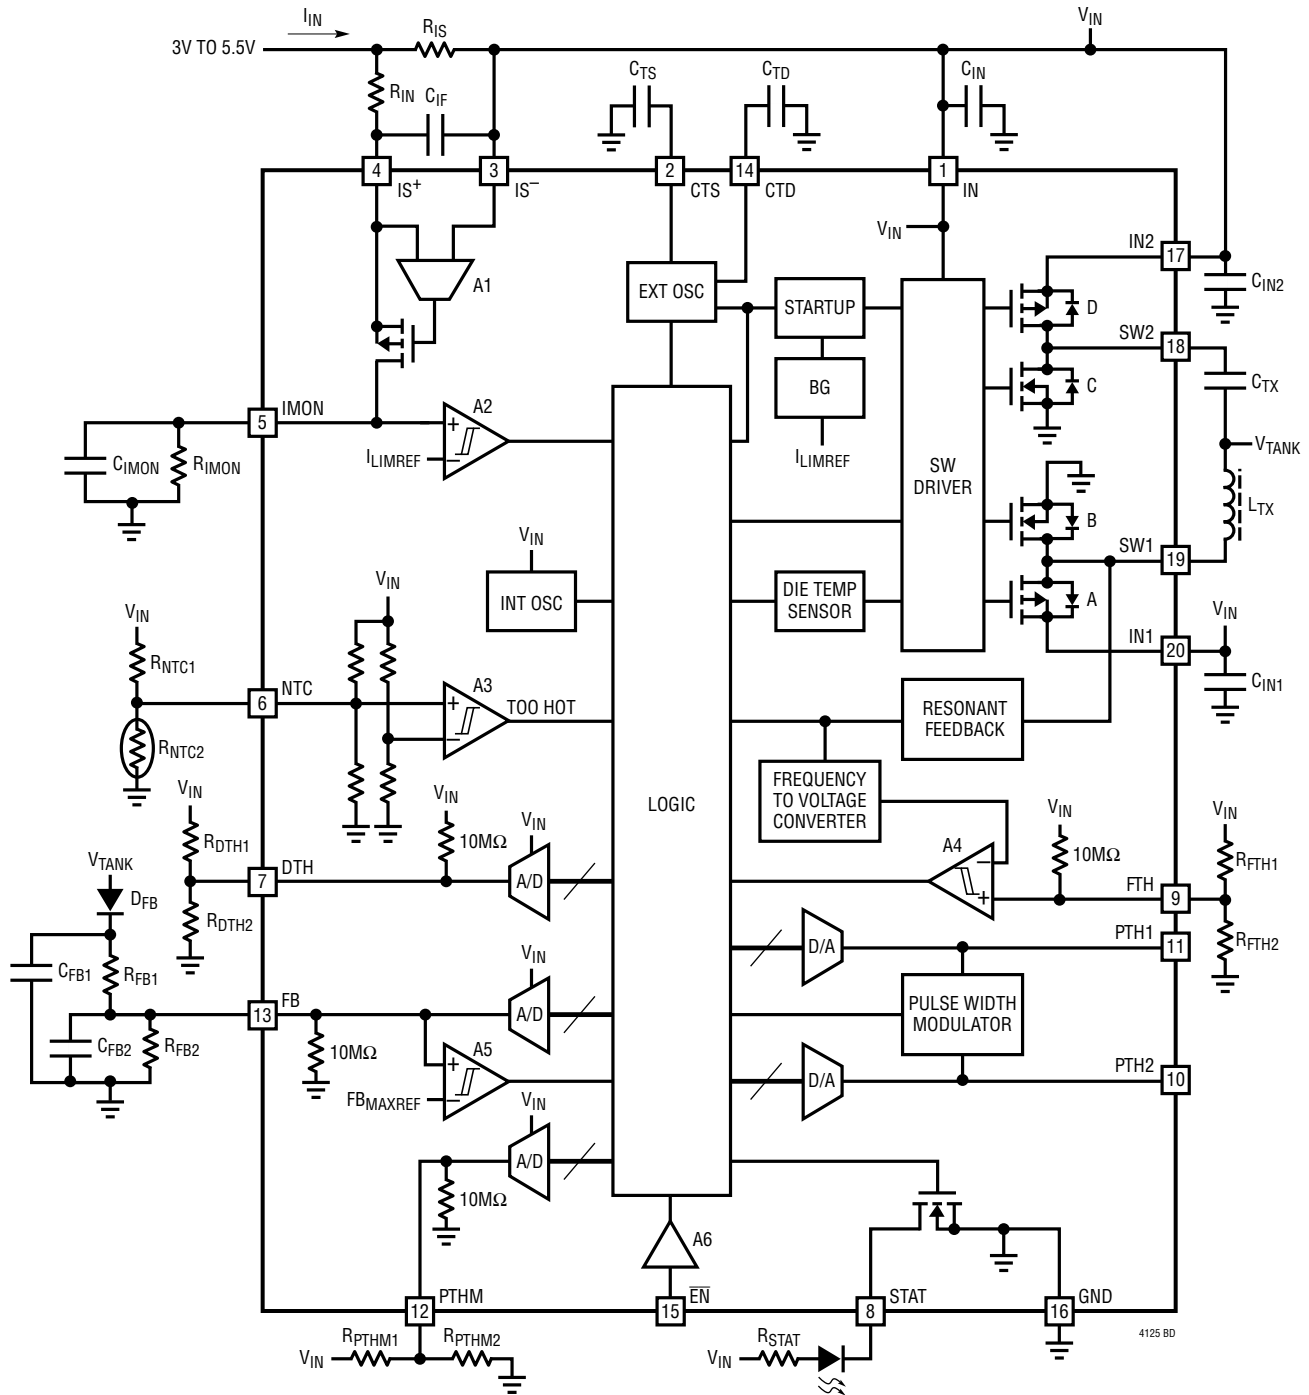 I_IN
3V TO 5.5V
R_IS
V_IN
R_IN
C_IF
C_TS
C_TD
C_IN
4
IS+
3
IS−
2
CTS
14
CTD
1
IN
V_IN
IN2
17
C_IN2
A1
EXT OSC
STARTUP
D
SW2
18
BG
C
C_TX
5
IMON
A2
+
−
I_LIMREF
I_LIMREF
C_IMON
R_IMON
V_TANK
SW DRIVER
L_TX
B
SW1
19
V_IN
INT OSC
DIE TEMP SENSOR
A
V_IN
V_IN
V_IN
R_NTC1
IN1
20
C_IN1
6
NTC
A3
+
−
TOO HOT
RESONANT FEEDBACK
R_NTC2
LOGIC
FREQUENCY TO VOLTAGE CONVERTER
V_IN
V_IN
10MΩ
V_IN
R_DTH1
7
DTH
A/D
R_DTH2
A4
−
+
V_IN
10MΩ
V_IN
R_FTH1
FTH
9
R_FTH2
V_TANK
D_FB
C_FB1
R_FB1
V_IN
A/D
D/A
PTH1
11
13
FB
C_FB2
R_FB2
10MΩ
A5
+
−
FB_MAXREF
PULSE WIDTH MODULATOR
D/A
PTH2
10
V_IN
A/D
10MΩ
A6
12
PTHM
15
E̅N̅
8
STAT
16
GND
R_PTHM1
R_PTHM2
V_IN
V_IN
R_STAT
4125 BD